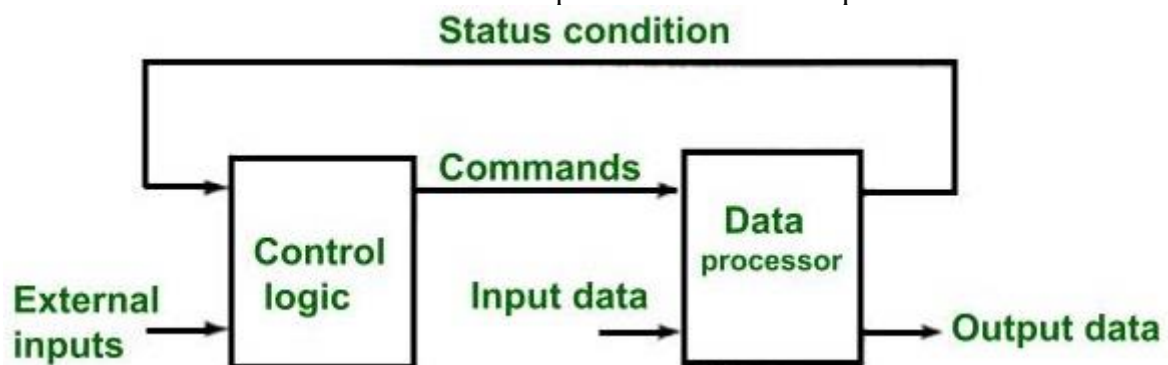 Status condition
Commands
Control
logic
Data
processor
External
inputs
Input data
Output data